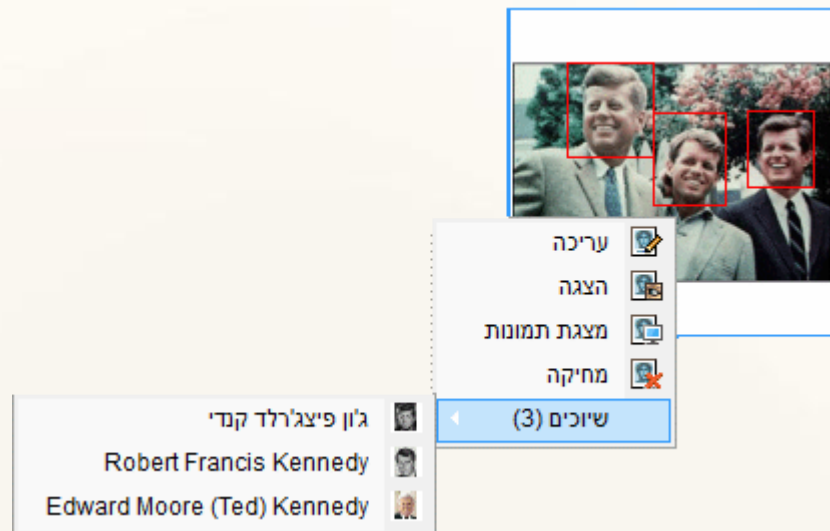 עריכה
הצגה
מצגת תמונות
מחיקה
שיוכים (3)
ג'ון פיצג'רלד קנדי
Robert Francis Kennedy
Edward Moore (Ted) Kennedy